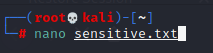 ┌──(root💀kali)-[~]
└─# nano sensitive.txt